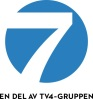 7
EN DEL AV TV4-GRUPPEN